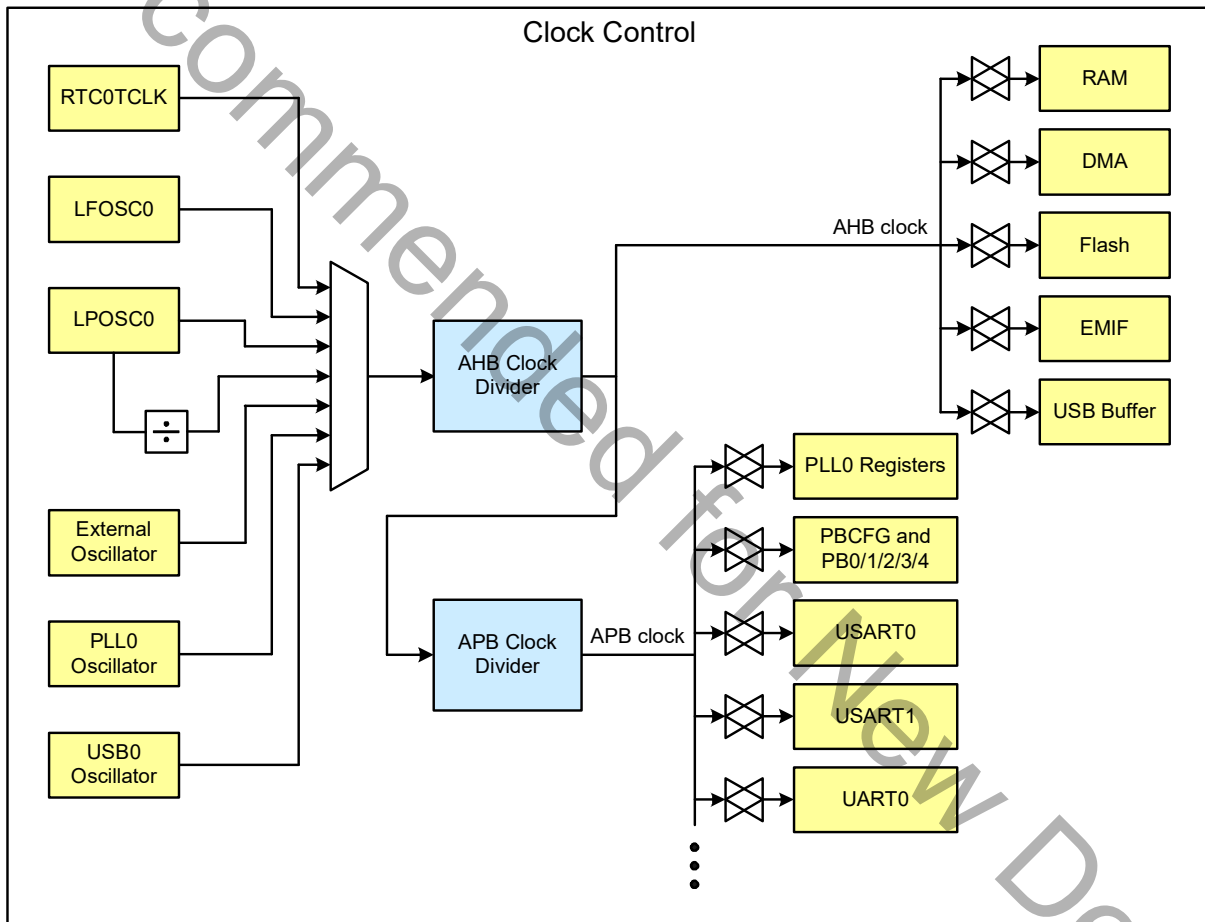 Clock Control
RTC0TCLK
LFOSC0
LPOSC0
÷
External
Oscillator
PLL0
Oscillator
USB0
Oscillator
AHB Clock
Divider
APB Clock
Divider
AHB clock
APB clock
RAM
DMA
Flash
EMIF
USB Buffer
PLL0 Registers
PBCFG and
PB0/1/2/3/4
USART0
USART1
UART0
commended for New De